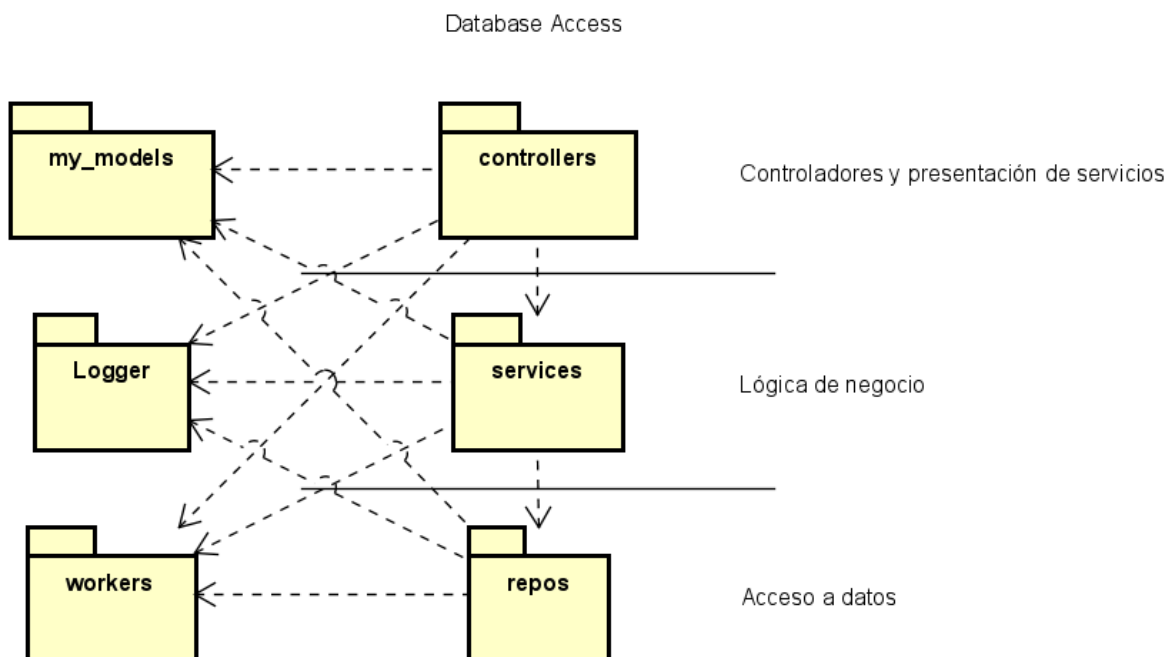 Database Access
my_models
controllers
Controladores y presentación de servicios
Logger
services
Lógica de negocio
workers
repos
Acceso a datos